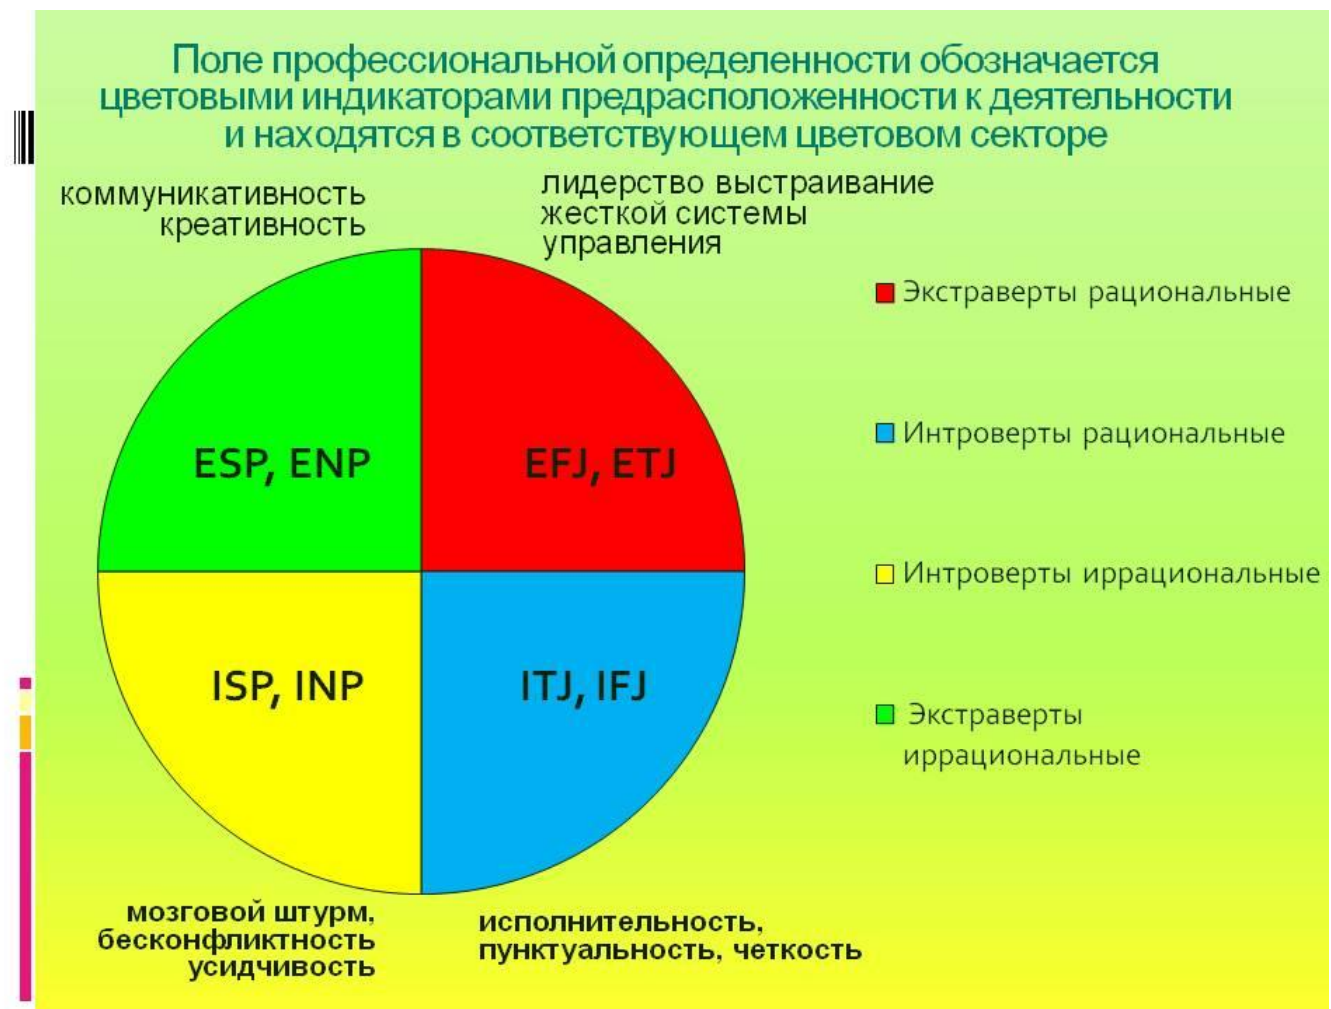 Поле профессиональной определенности обозначается
цветовыми индикаторами предрасположенности к деятельности
и находятся в соответствующем цветовом секторе
коммуникативность
креативность
лидерство выстраивание
жесткой системы
управления
ESP, ENP
EFJ, ETJ
ISP, INP
ITJ, IFJ
Экстраверты рациональные
Интроверты рациональные
Интроверты иррациональные
Экстраверты
иррациональные
мозговой штурм,
бесконфликтность
усидчивость
исполнительность,
пунктуальность, четкость